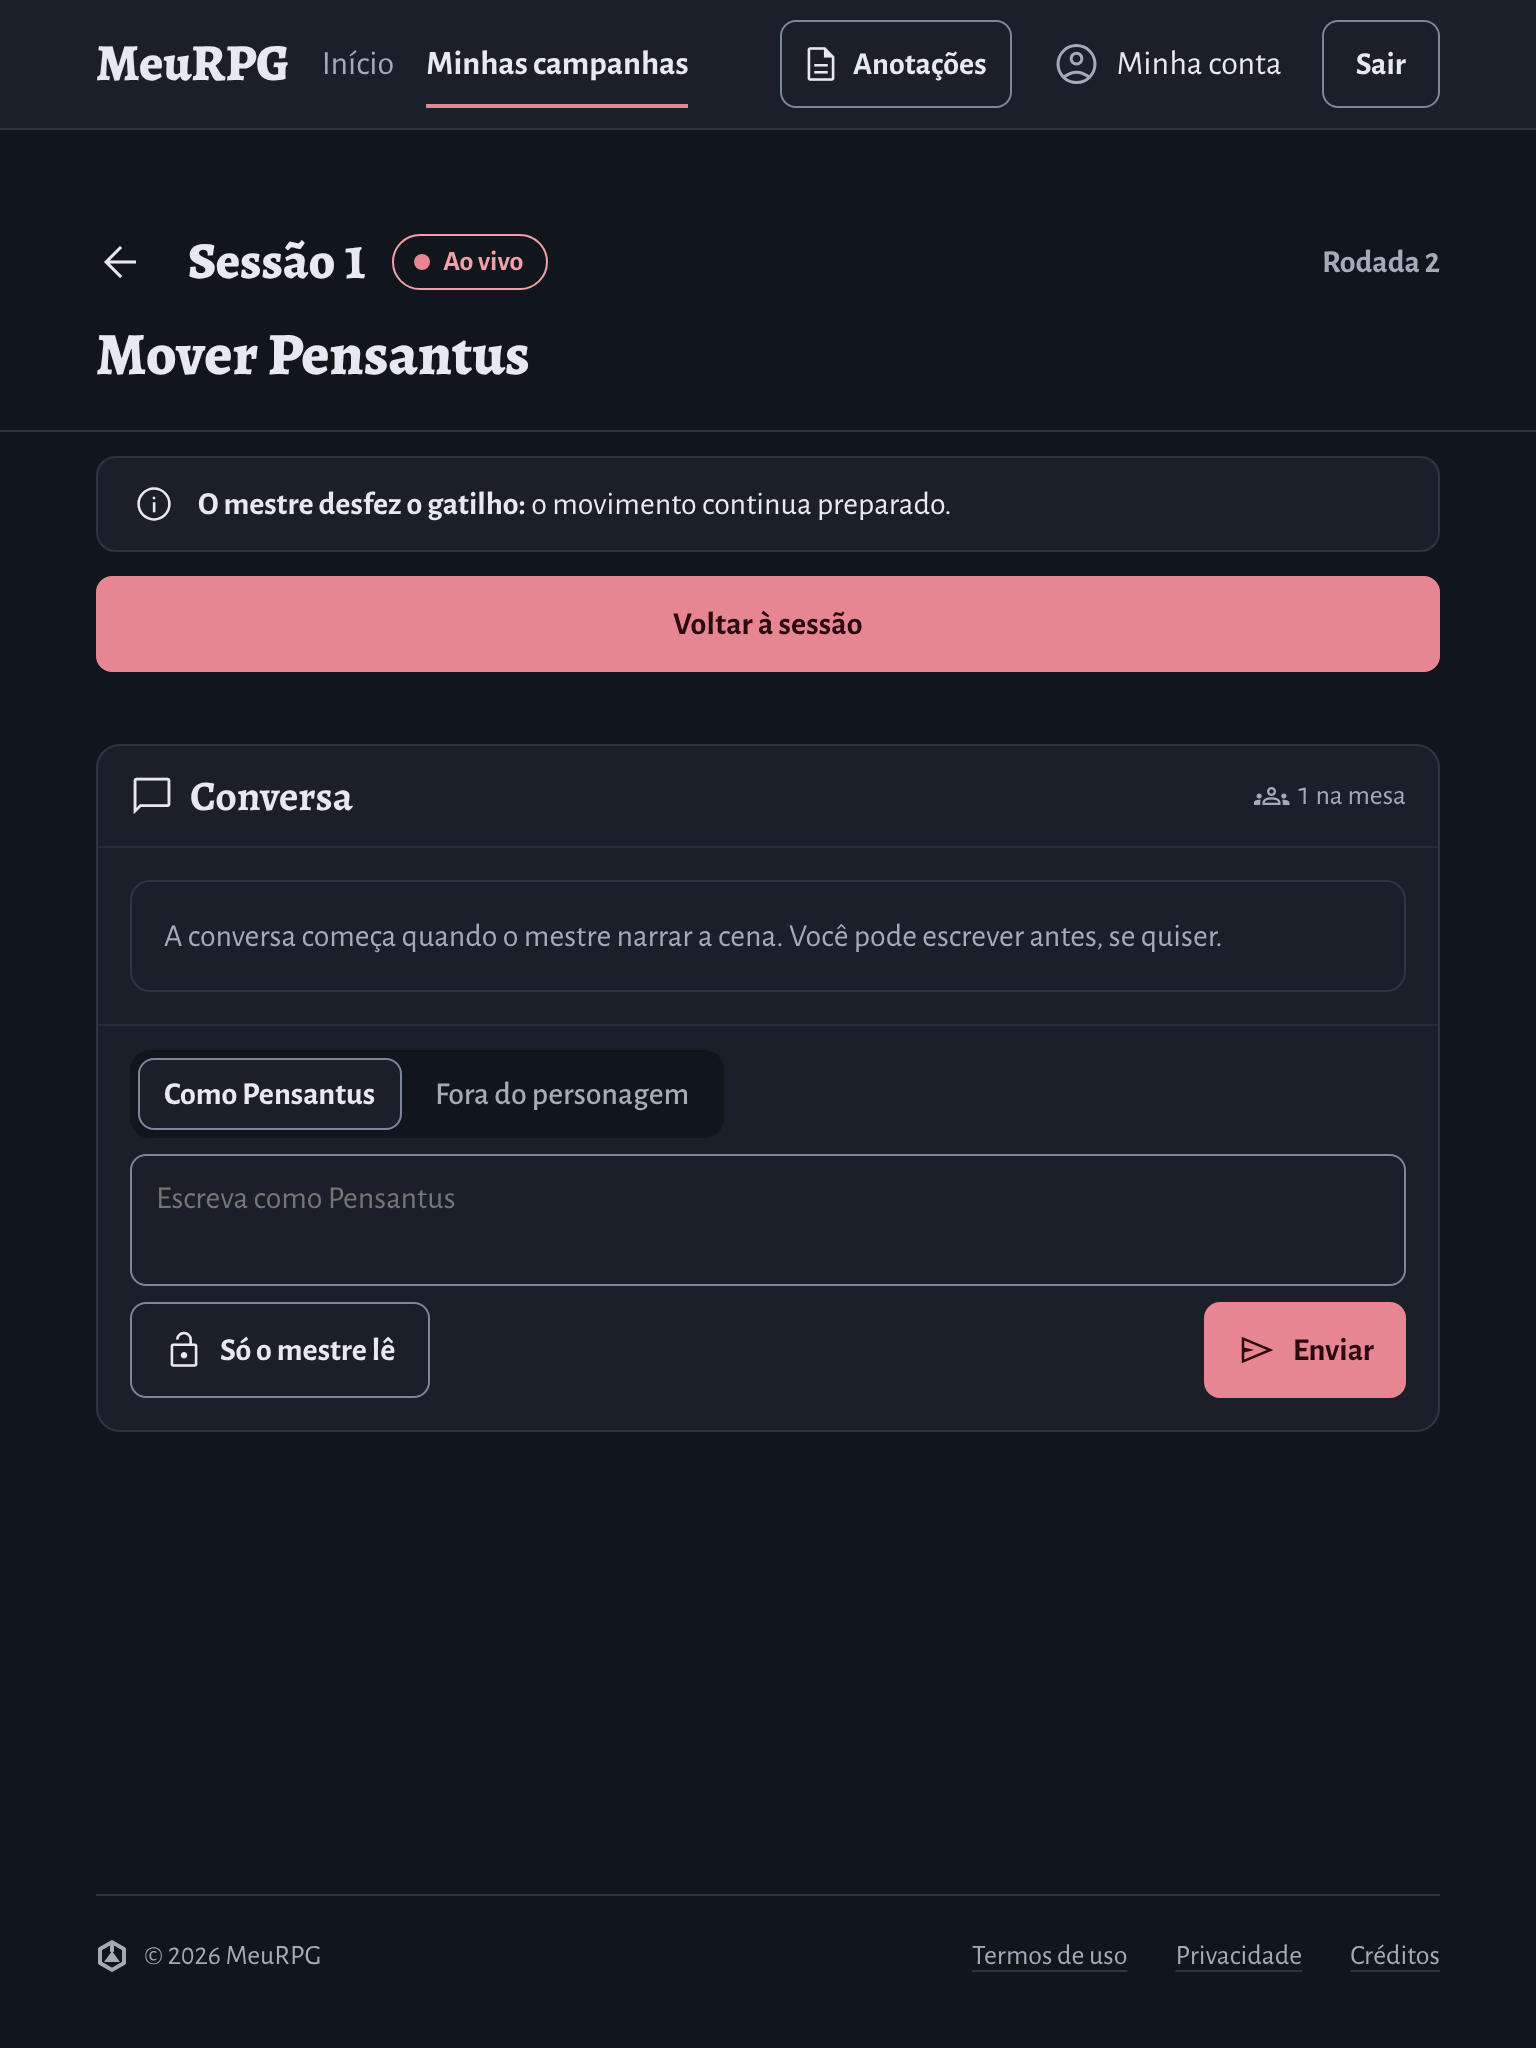 MeuRPG Início Minhas campanhas Anotações Minha conta Sair
Sessão 1 Ao vivo Rodada 2
Mover Pensantus
O mestre desfez o gatilho: o movimento continua preparado.
Voltar à sessão
Conversa 1 na mesa
A conversa começa quando o mestre narrar a cena. Você pode escrever antes, se quiser.
Como Pensantus Fora do personagem
Escreva como Pensantus
Só o mestre lê Enviar
© 2026 MeuRPG Termos de uso Privacidade Créditos